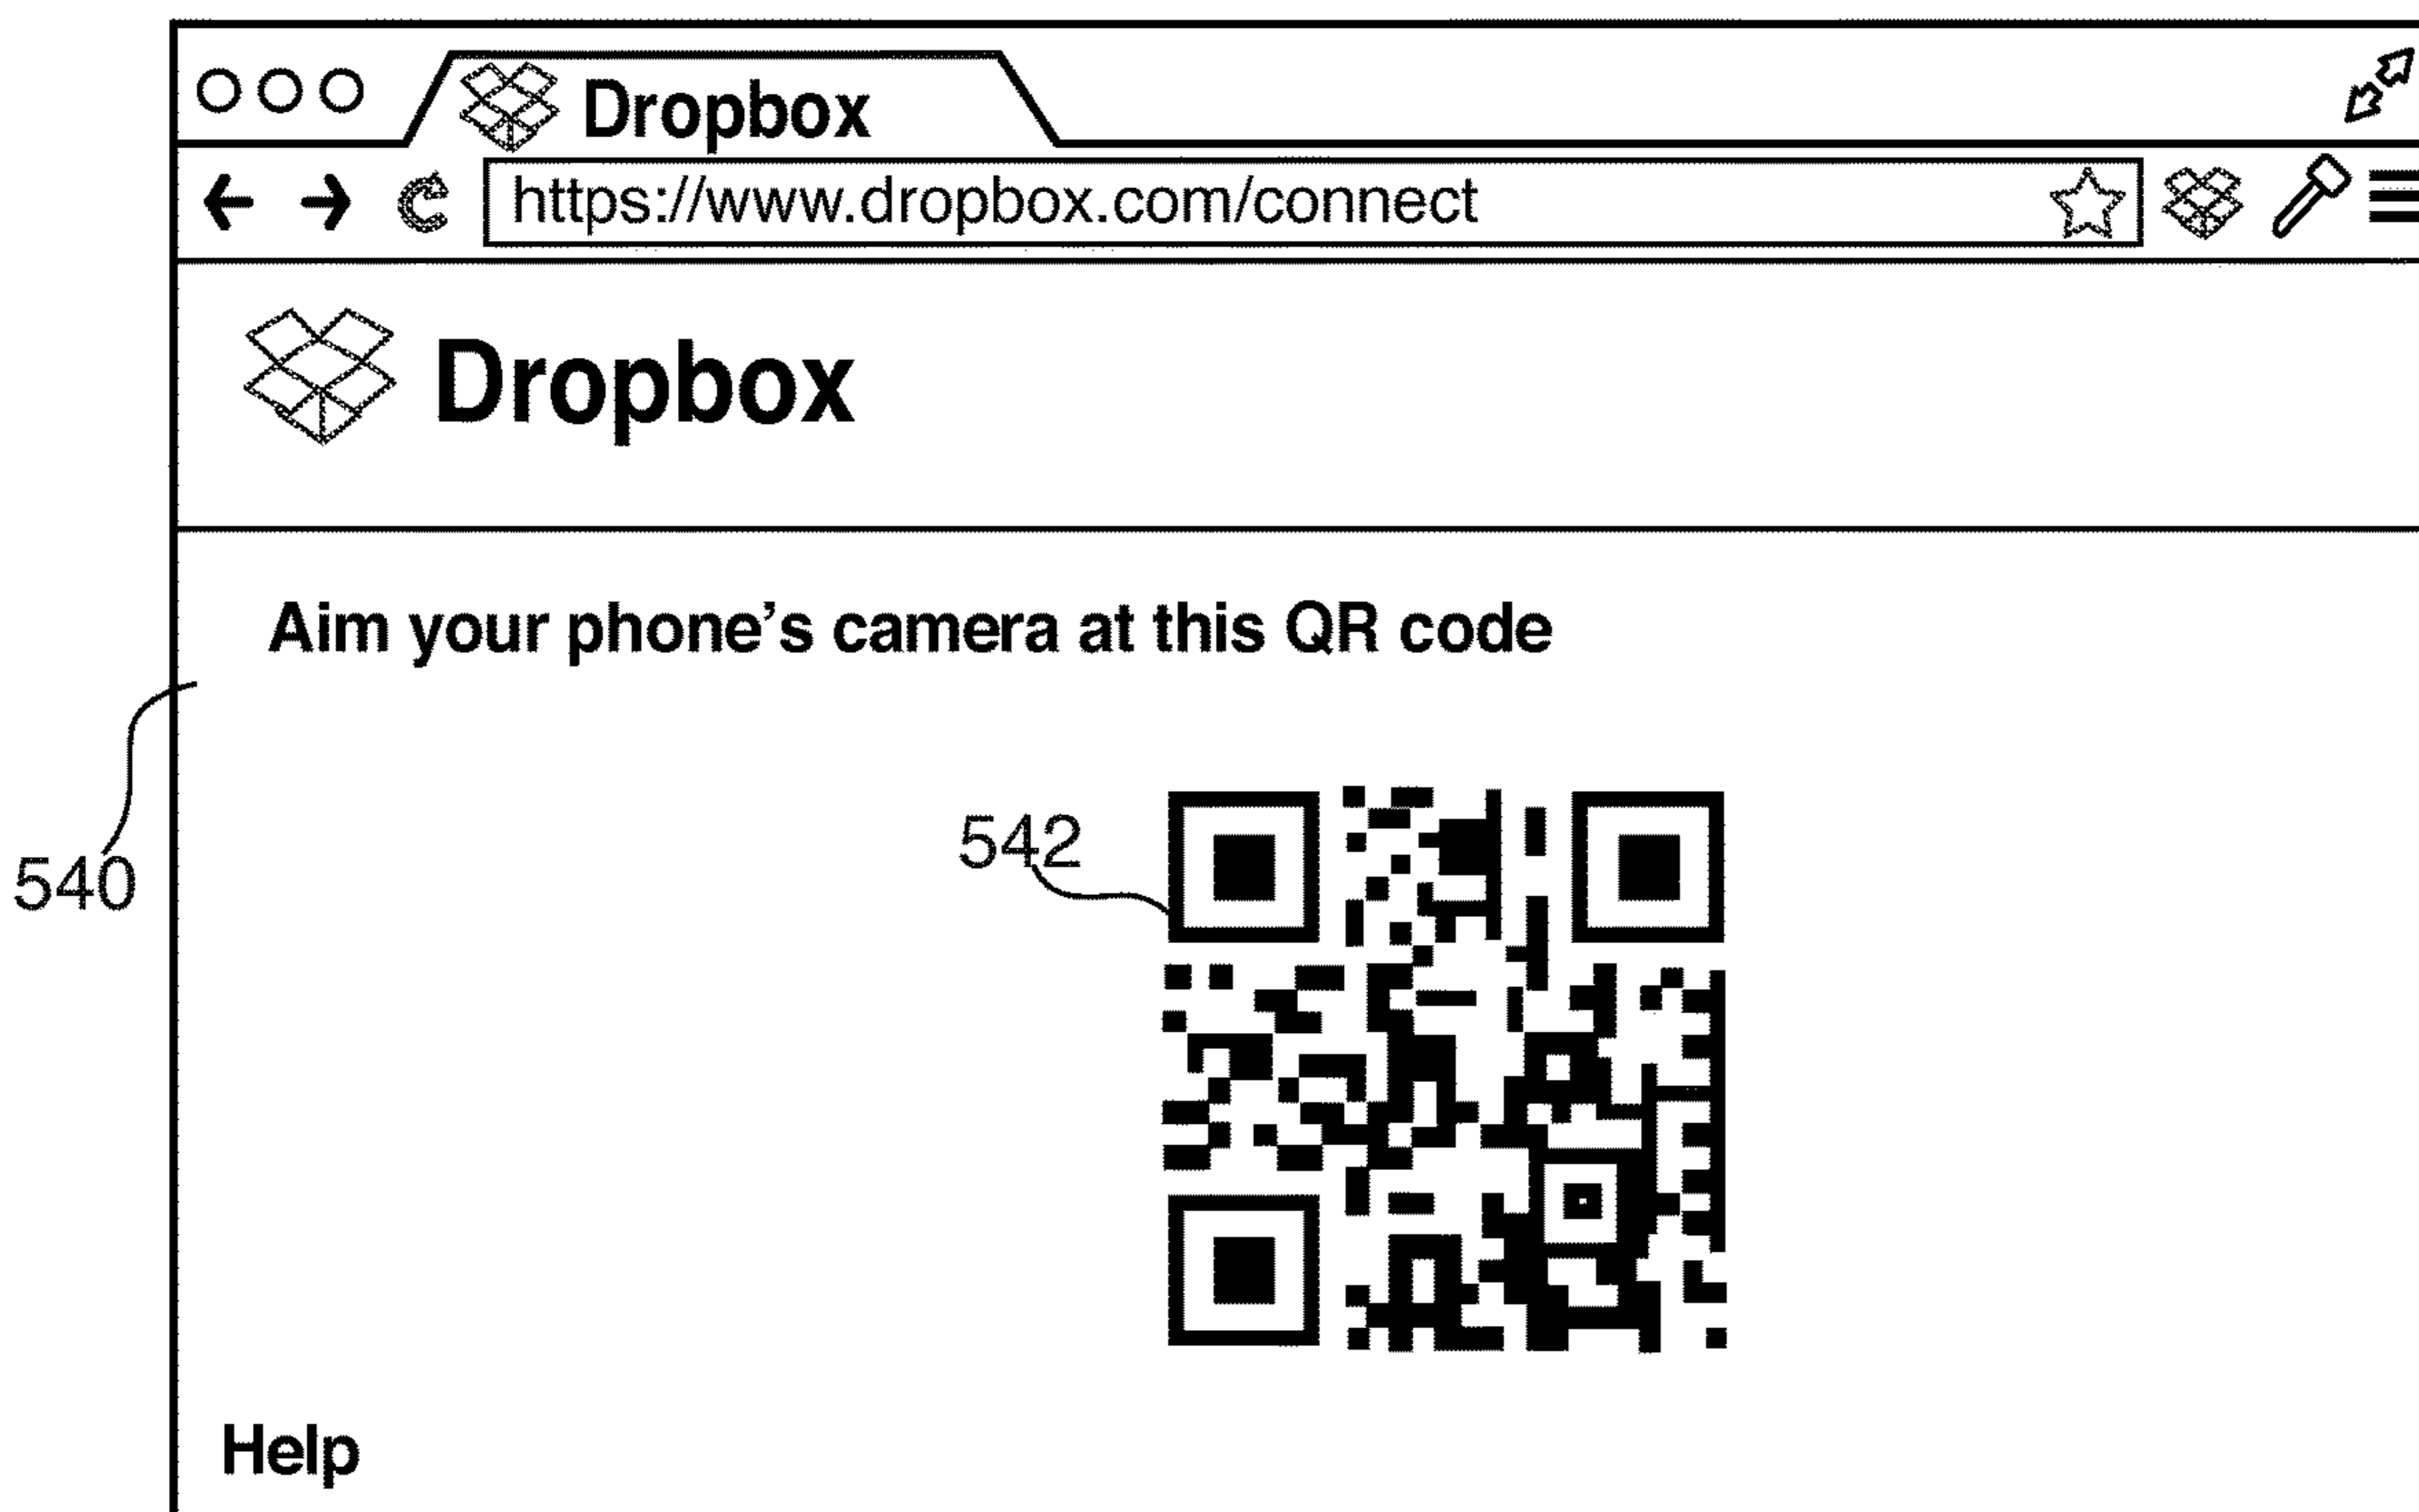 Dropbox
https://www.dropbox.com/connect
Dropbox
Aim your phone’s camera at this QR code
542
540
Help